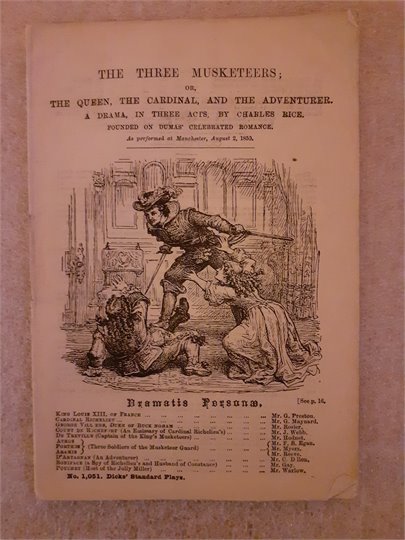 THE THREE MUSKETEERS;
OR,
THE QUEEN, THE CARDINAL, AND THE ADVENTURER.
A DRAMA, IN THREE ACTS, BY CHARLES RICE.
FOUNDED ON DUMAS' CELEBRATED ROMANCE.
As performed at Manchester, August 2, 1850.
Dramatis Personæ. [See p. 16.
KING LOUIS XIII. OF FRANCE ... Mr. G. Preston.
CARDINAL RICHELIEU ... Mr. G. Maynard.
GEORGE VILLIERS, DUKE OF BUCKINGHAM ... Mr. Rosier.
COUNT DE ROCHEFORT (An Emissary of Cardinal Richelieu's) ... Mr. J. Webb.
DE TREVILLE (Captain of the King's Musketeers) ... Mr. Hodnet.
ATHOS Mr. F. B. Egan.
PORTHOS (Three Soldiers of the Musketeer Guard) ... Mr. Myers.
ARAMIS Mr. Reeve.
D'ARTAGNAN (An Adventurer) ... Mr. C. Dillon.
BONIFACE (a Spy of Richelieu's and Husband of Constance) ... Mr. Gay.
POULINET (Host of the Jolly Miller) ... Mr. Warlow.
No. 1,051. Dicks' Standard Plays.